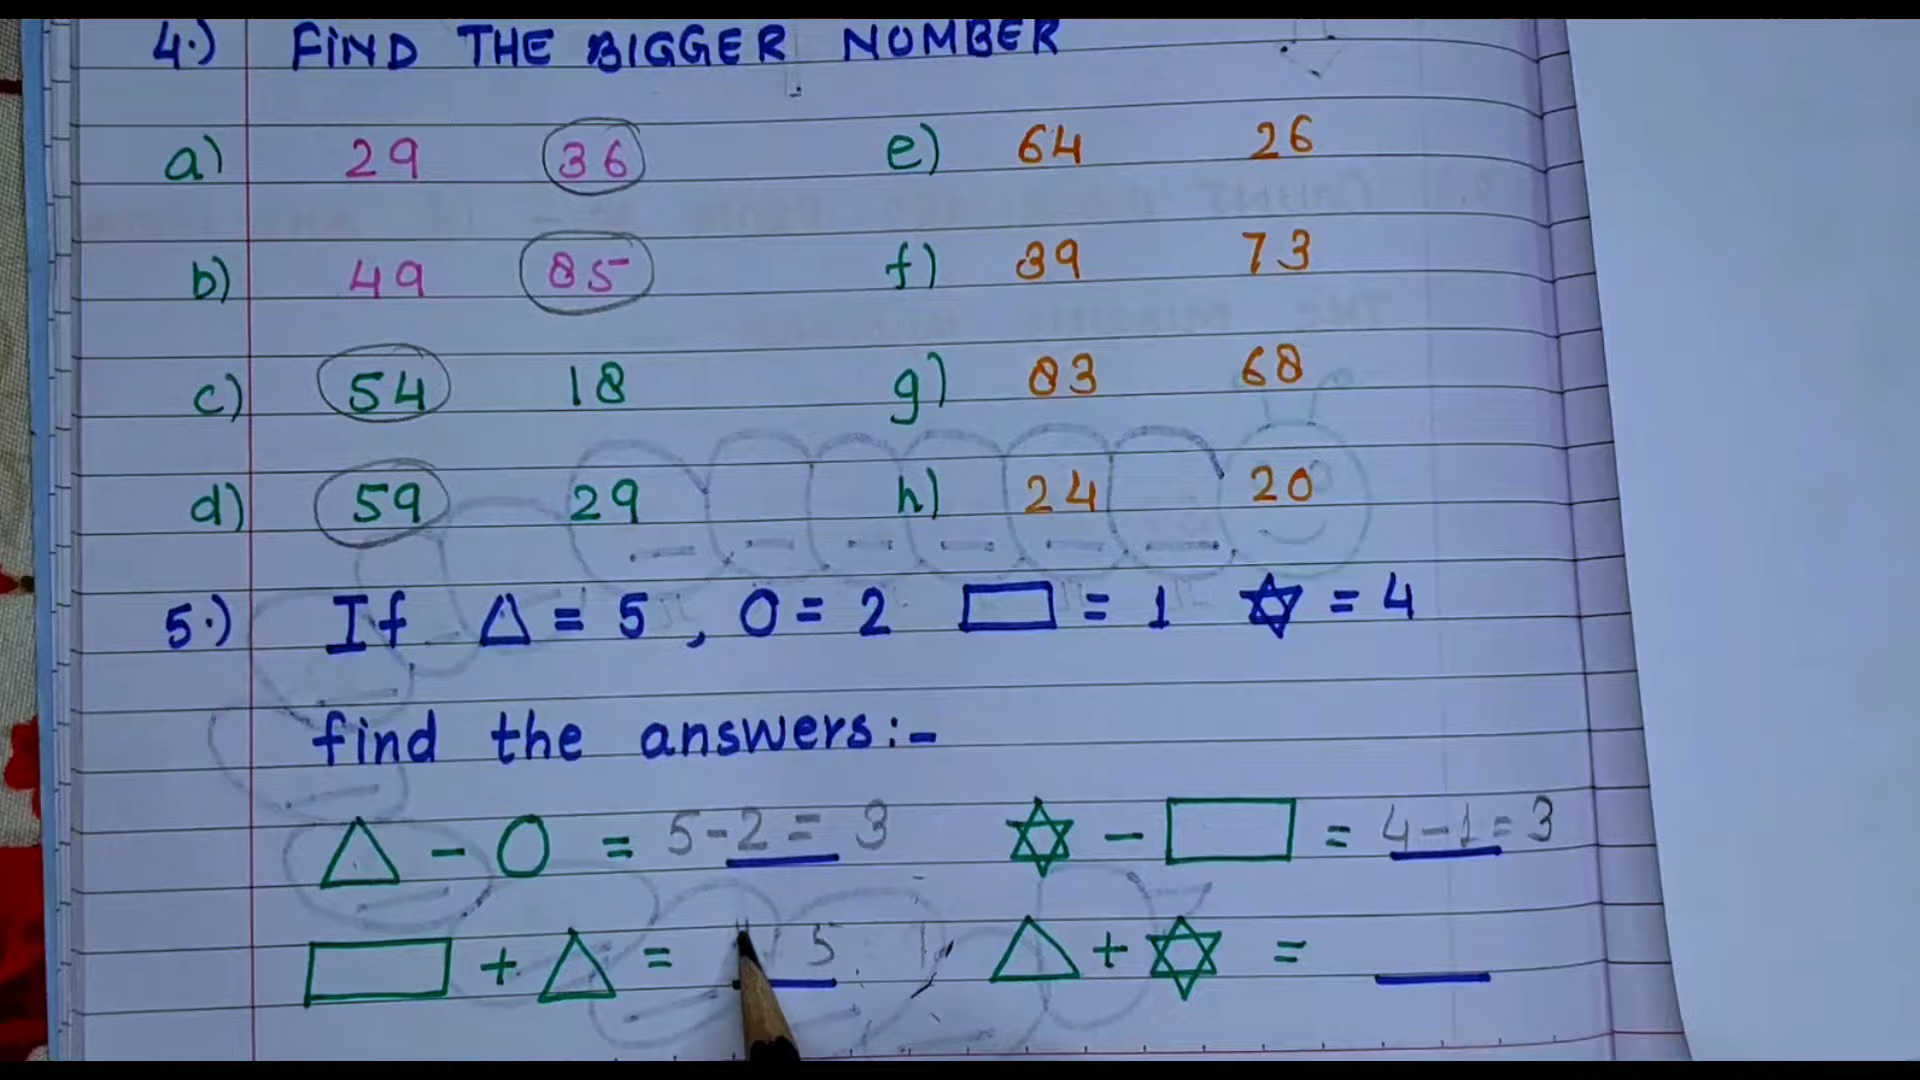 4.) FIND THE BIGGER NUMBER
a) 29 36 e) 64 26
b) 49 85 f) 39 73
c) 54 18 g) 83 68
d) 59 29 h) 24 20
5.) If △ = 5 , O = 2 ▭ = 1 ✡ = 4
find the answers:-
△ - O = 5-2 = 3 ✡ - ▭ = 4-1 = 3
▭ + △ = 5 △ + ✡ =